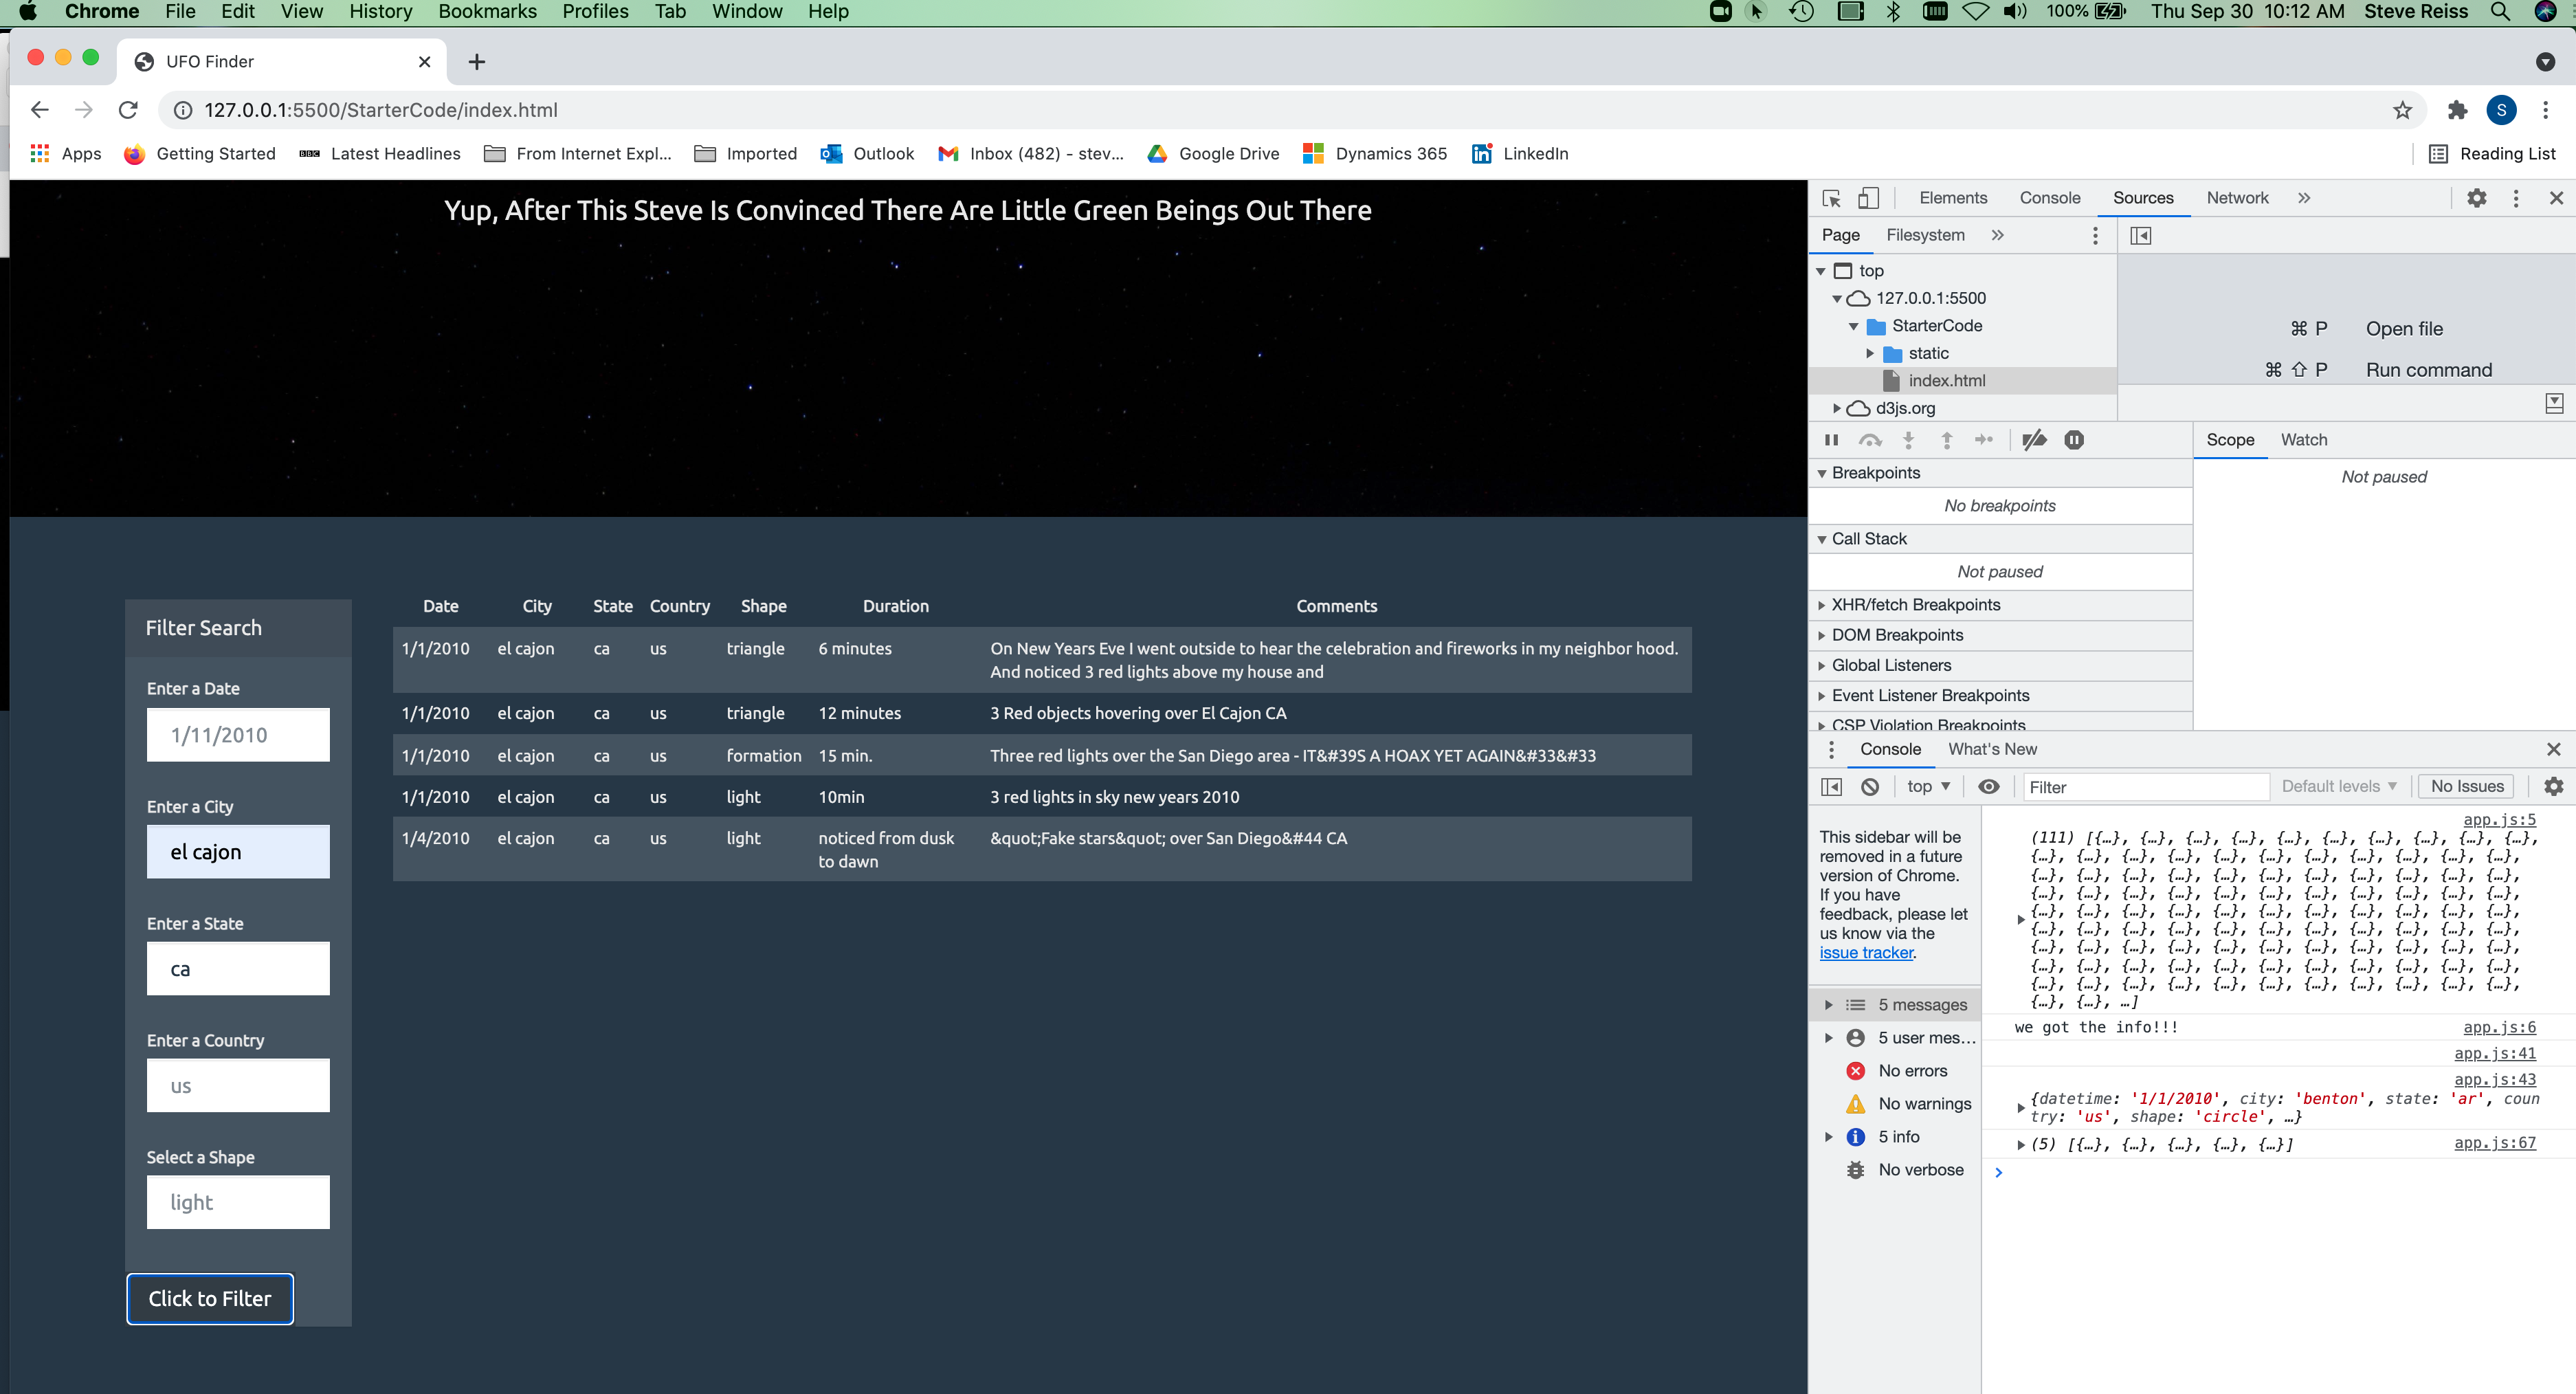 Chrome File Edit View History Bookmarks Profiles Tab Window Help 100% Thu Sep 30 10:12 AM Steve Reiss
UFO Finder
127.0.0.1:5500/StarterCode/index.html S
Apps Getting Started BBC Latest Headlines From Internet Expl... Imported Outlook Inbox (482) - stev... Google Drive Dynamics 365 LinkedIn Reading List
Yup, After This Steve Is Convinced There Are Little Green Beings Out There
Filter Search
Enter a Date
1/11/2010
Enter a City
el cajon
Enter a State
ca
Enter a Country
us
Select a Shape
light
Click to Filter
Date City State Country Shape Duration Comments
1/1/2010 el cajon ca us triangle 6 minutes On New Years Eve I went outside to hear the celebration and fireworks in my neighbor hood.
And noticed 3 red lights above my house and
1/1/2010 el cajon ca us triangle 12 minutes 3 Red objects hovering over El Cajon CA
1/1/2010 el cajon ca us formation 15 min. Three red lights over the San Diego area - IT&#39S A HOAX YET AGAIN&#33&#33
1/1/2010 el cajon ca us light 10min 3 red lights in sky new years 2010
1/4/2010 el cajon ca us light noticed from dusk &quot;Fake stars&quot; over San Diego&#44 CA
to dawn
Elements Console Sources Network
Page Filesystem
top
127.0.0.1:5500
StarterCode
static
index.html
d3js.org
⌘ P Open file
⌘ ⇧ P Run command
Scope Watch
Not paused
Breakpoints
No breakpoints
Call Stack
Not paused
XHR/fetch Breakpoints
DOM Breakpoints
Global Listeners
Event Listener Breakpoints
CSP Violation Breakpoints
Console What's New
top Filter Default levels No Issues
This sidebar will be
removed in a future
version of Chrome.
If you have
feedback, please let
us know via the
issue tracker.
5 messages
5 user mes...
No errors
No warnings
5 info
No verbose
app.js:5
(111) [{…}, {…}, {…}, {…}, {…}, {…}, {…}, {…}, {…}, {…},
{…}, {…}, {…}, {…}, {…}, {…}, {…}, {…}, {…}, {…}, {…},
{…}, {…}, {…}, {…}, {…}, {…}, {…}, {…}, {…}, {…}, {…},
{…}, {…}, {…}, {…}, {…}, {…}, {…}, {…}, {…}, {…}, {…},
{…}, {…}, {…}, {…}, {…}, {…}, {…}, {…}, {…}, {…}, {…},
{…}, {…}, {…}, {…}, {…}, {…}, {…}, {…}, {…}, {…}, {…},
{…}, {…}, {…}, {…}, {…}, {…}, {…}, {…}, {…}, {…}, {…},
{…}, {…}, {…}, {…}, {…}, {…}, {…}, {…}, {…}, {…}, {…},
{…}, {…}, {…}, {…}, {…}, {…}, {…}, {…}, {…}, {…}, {…},
{…}, {…}, …]
we got the info!!! app.js:6
app.js:41
app.js:43
{datetime: '1/1/2010', city: 'benton', state: 'ar', coun
try: 'us', shape: 'circle', …}
(5) [{…}, {…}, {…}, {…}, {…}] app.js:67